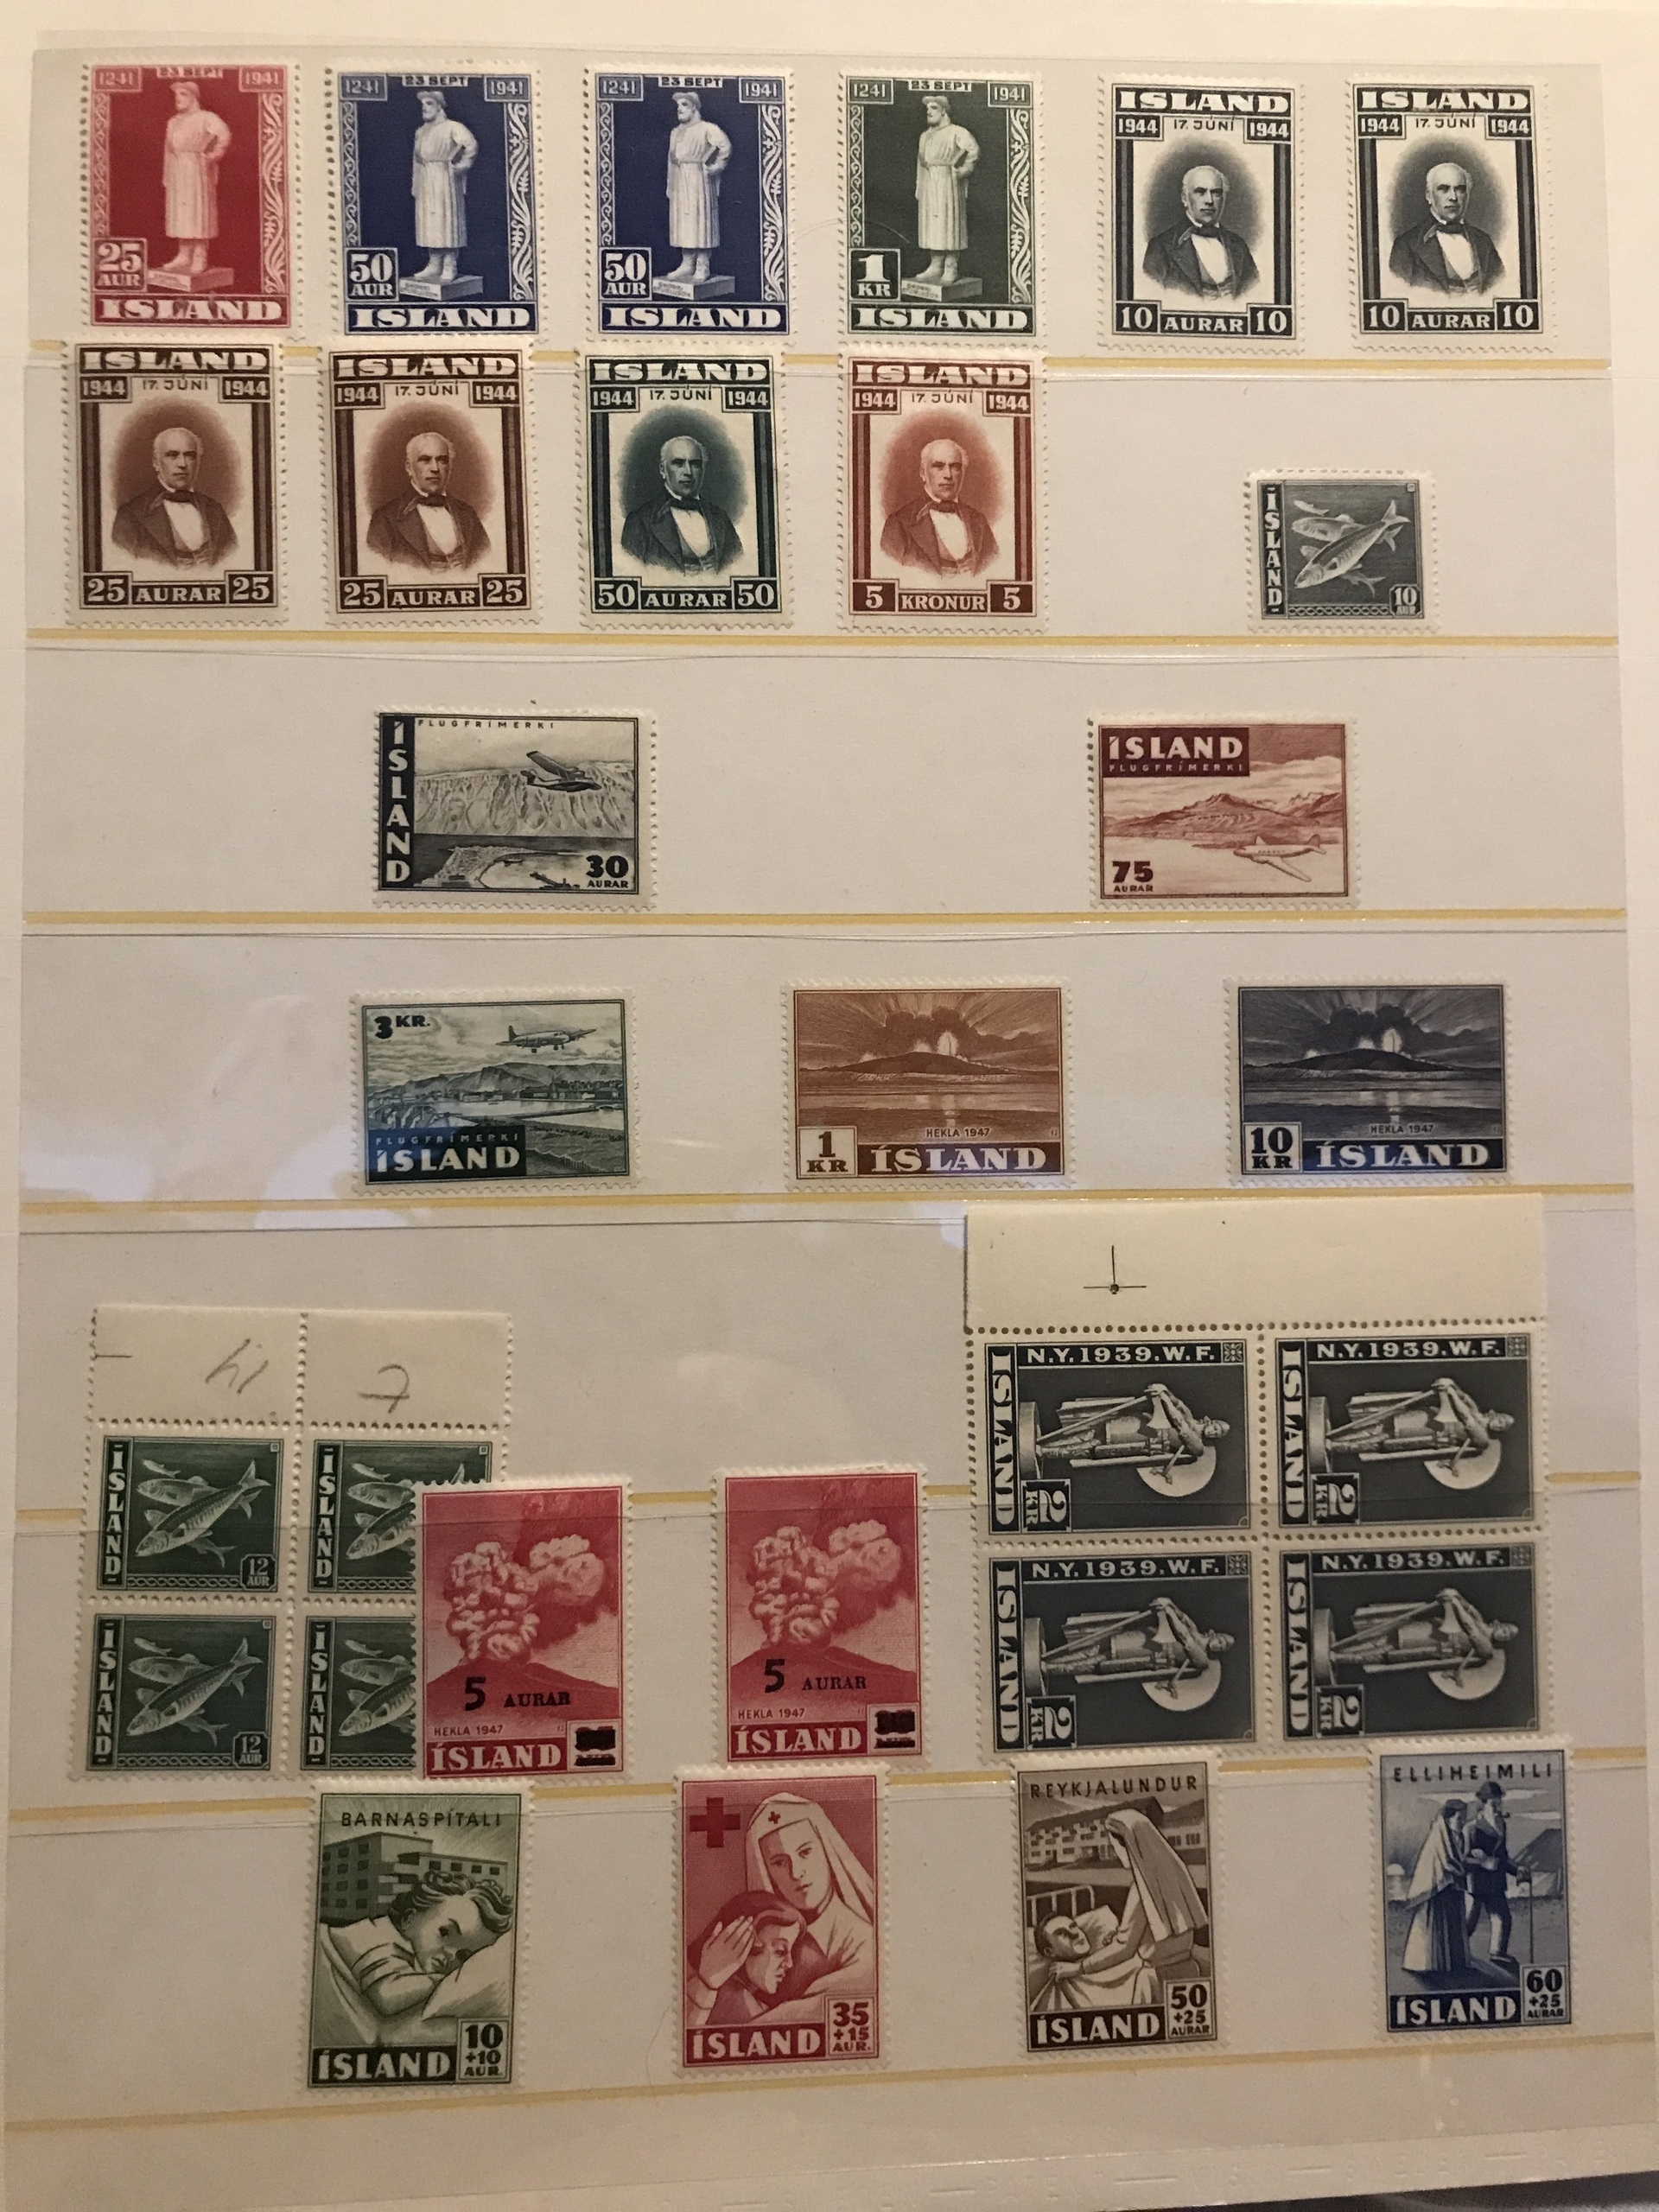 1241 23 SEPT 1941
25 AUR
ISLAND
1241 23 SEPT 1941
50 AUR
ISLAND
1241 23 SEPT 1941
50 AUR
ISLAND
1241 23 SEPT 1941
1 KR
ISLAND
ISLAND
1944 17. JÚNÍ 1944
10 AURAR 10
ISLAND
1944 17. JÚNÍ 1944
10 AURAR 10
ISLAND
1944 17. JÚNÍ 1944
25 AURAR 25
ISLAND
1944 17. JÚNÍ 1944
25 AURAR 25
ISLAND
1944 17. JÚNÍ 1944
50 AURAR 50
ISLAND
1944 17. JÚNÍ 1944
5 KRONUR 5
ISLAND
10 AUR
FLUGFRÍMERKI
ÍSLAND
30
AURAR
ÍSLAND
FLUGFRÍMERKI
75
AURAR
3 KR.
FLUGFRÍMERKI
ÍSLAND
HEKLA 1947
1 KR ÍSLAND
HEKLA 1947
10 KR ÍSLAND
ISLAND
12 AUR
ISLAND
ISLAND
12 AUR
ISLAND
5 AURAR
HEKLA 1947
ÍSLAND
5 AURAR
HEKLA 1947
ÍSLAND
N.Y.1939.W.F.
ISLAND
2 KR
N.Y.1939.W.F.
ISLAND
2 KR
N.Y.1939.W.F.
ISLAND
2 KR
N.Y.1939.W.F.
ISLAND
2 KR
BARNASPÍTALI
10
+10
AUR.
ÍSLAND
35
+15
AUR.
ÍSLAND
REYKJALUNDUR
50
+25
AURAR
ÍSLAND
ELLIHEIMILI
60
+25
AURAR
ÍSLAND